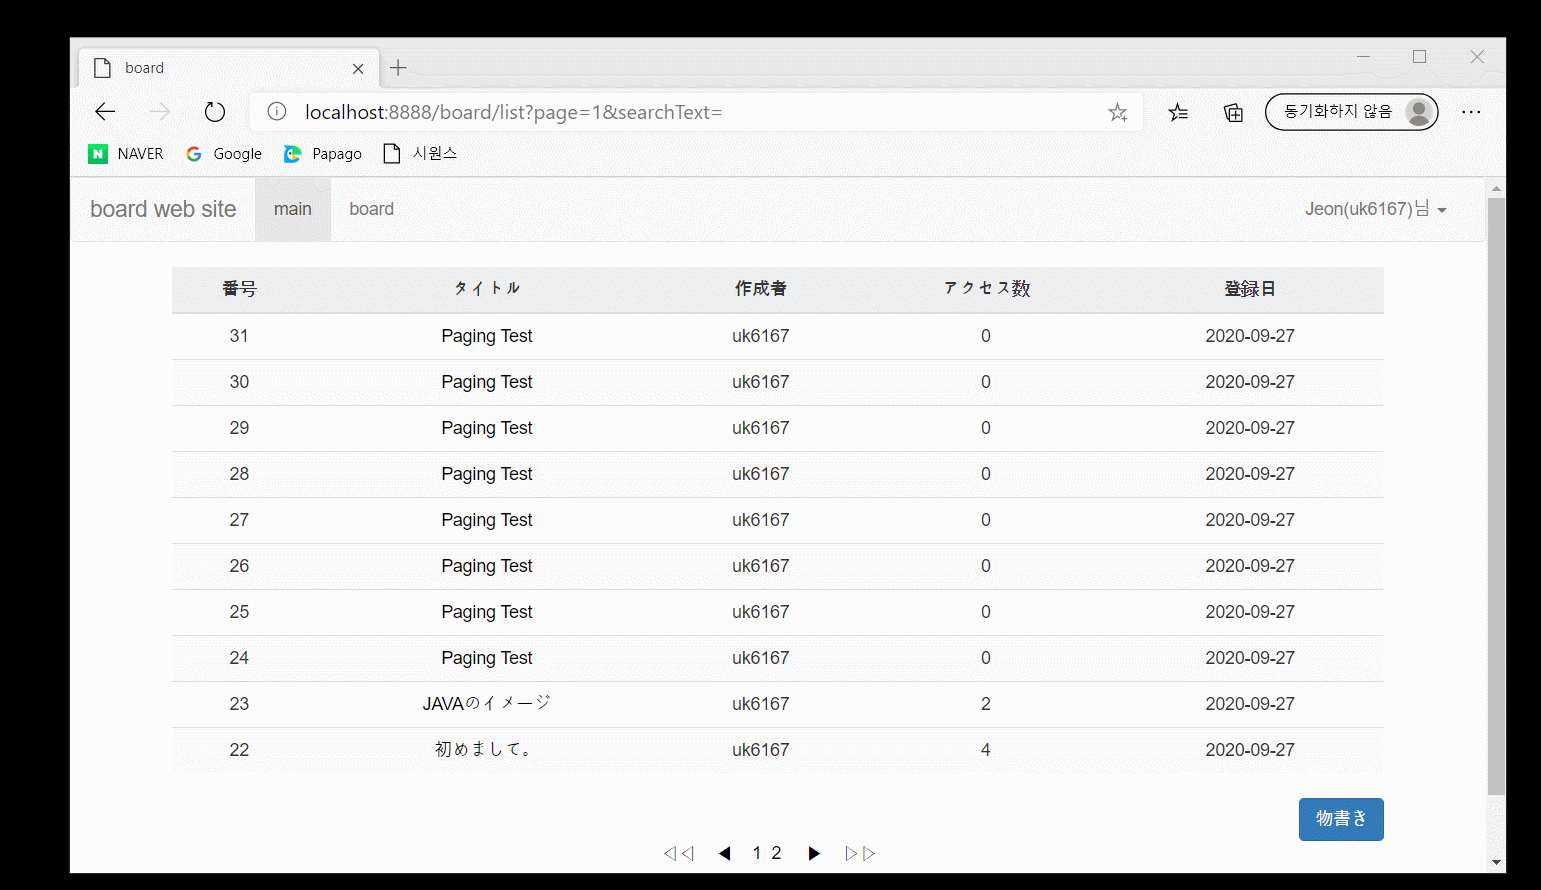 board
localhost:8888/board/list?page=1&searchText=
동기화하지 않음
NAVER Google Papago 시원스
board web site main board Jeon(uk6167)님
番号 タイトル 作成者 アクセス数 登録日
31 Paging Test uk6167 0 2020-09-27
30 Paging Test uk6167 0 2020-09-27
29 Paging Test uk6167 0 2020-09-27
28 Paging Test uk6167 0 2020-09-27
27 Paging Test uk6167 0 2020-09-27
26 Paging Test uk6167 0 2020-09-27
25 Paging Test uk6167 0 2020-09-27
24 Paging Test uk6167 0 2020-09-27
23 JAVAのイメージ uk6167 2 2020-09-27
22 初めまして。 uk6167 4 2020-09-27
物書き
◁◁ ◀ 1 2 ▶ ▷▷